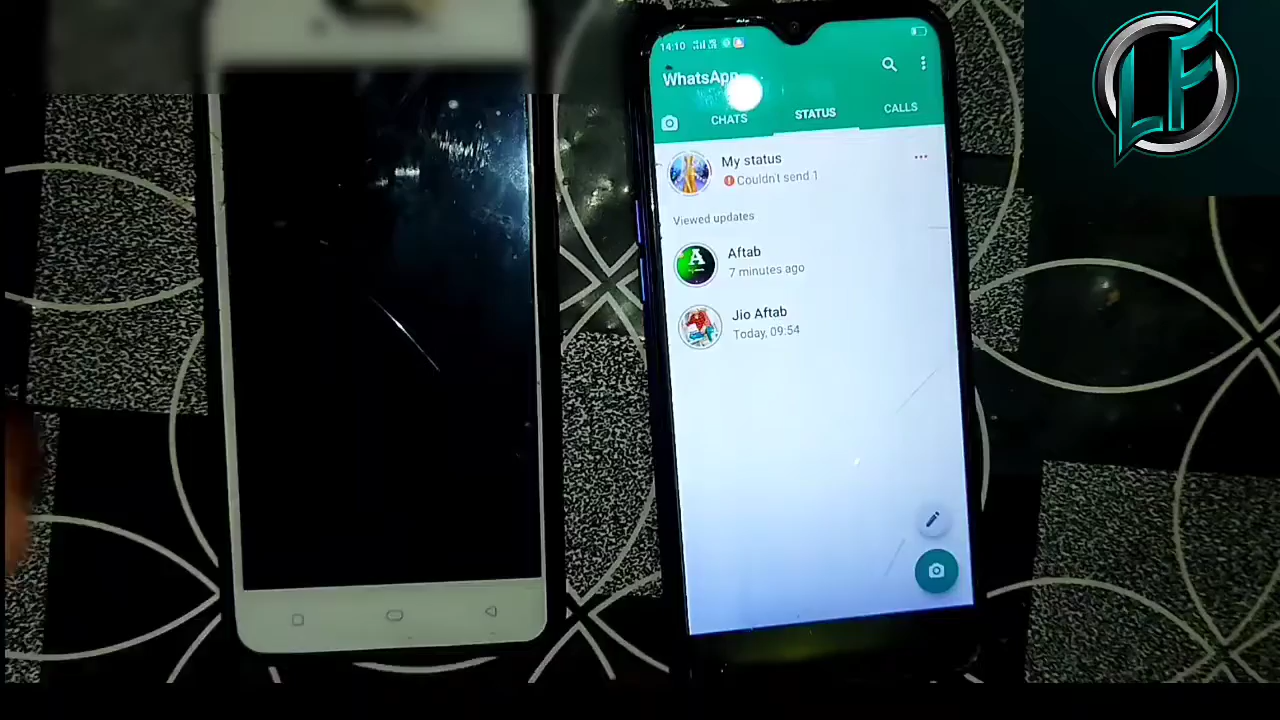 14:10
WhatsApp
CHATS
STATUS
CALLS
My status
Couldn't send 1
Viewed updates
A
Aftab
7 minutes ago
Jio Aftab
Today, 09:54
LF